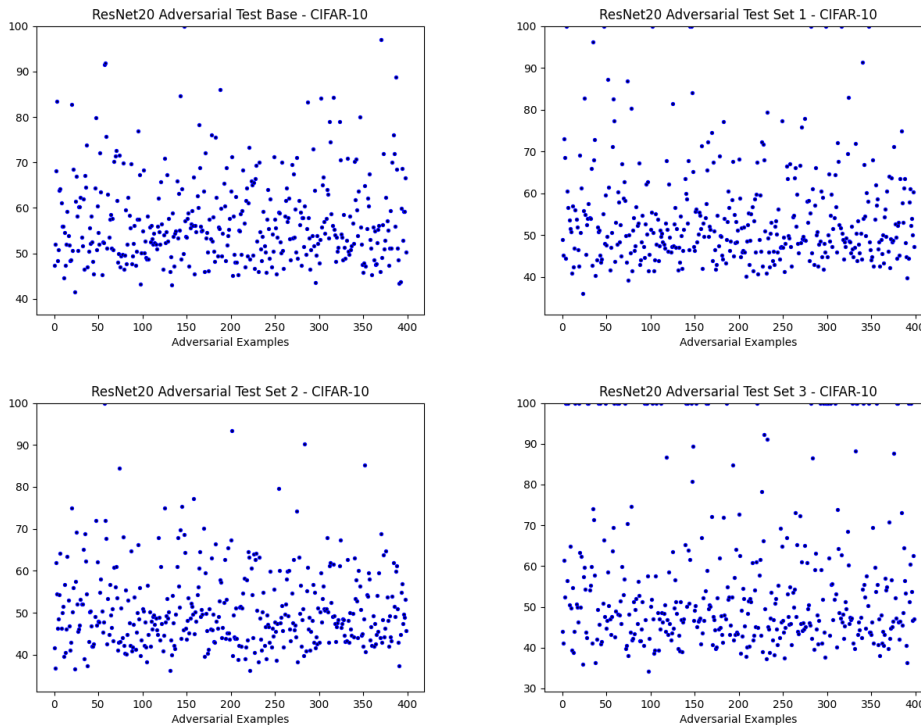 ResNet20 Adversarial Test Base - CIFAR-10
100
90
80
70
60
50
40
0 50 100 150 200 250 300 350 400
Adversarial Examples
ResNet20 Adversarial Test Set 1 - CIFAR-10
100
90
80
70
60
50
40
0 50 100 150 200 250 300 350 400
Adversarial Examples
ResNet20 Adversarial Test Set 2 - CIFAR-10
100
90
80
70
60
50
40
0 50 100 150 200 250 300 350 400
Adversarial Examples
ResNet20 Adversarial Test Set 3 - CIFAR-10
100
90
80
70
60
50
40
30
0 50 100 150 200 250 300 350 400
Adversarial Examples